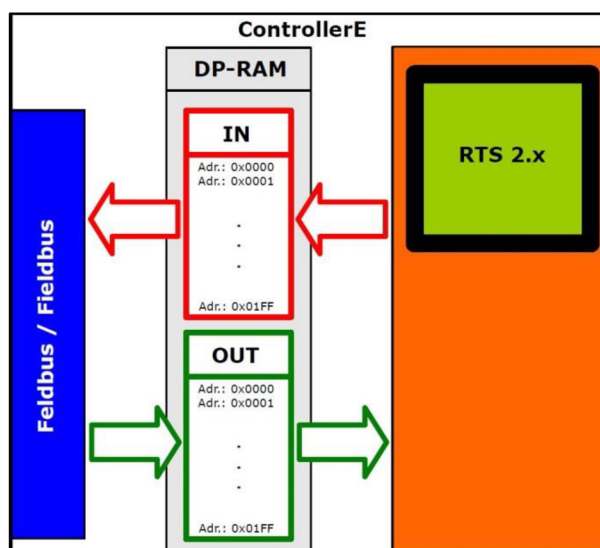 ControllerE
DP-RAM
Feldbus / Fieldbus
IN
Adr.: 0x0000
Adr.: 0x0001
.
.
.
Adr.: 0x01FF
RTS 2.x
OUT
Adr.: 0x0000
Adr.: 0x0001
.
.
.
Adr.: 0x01FF